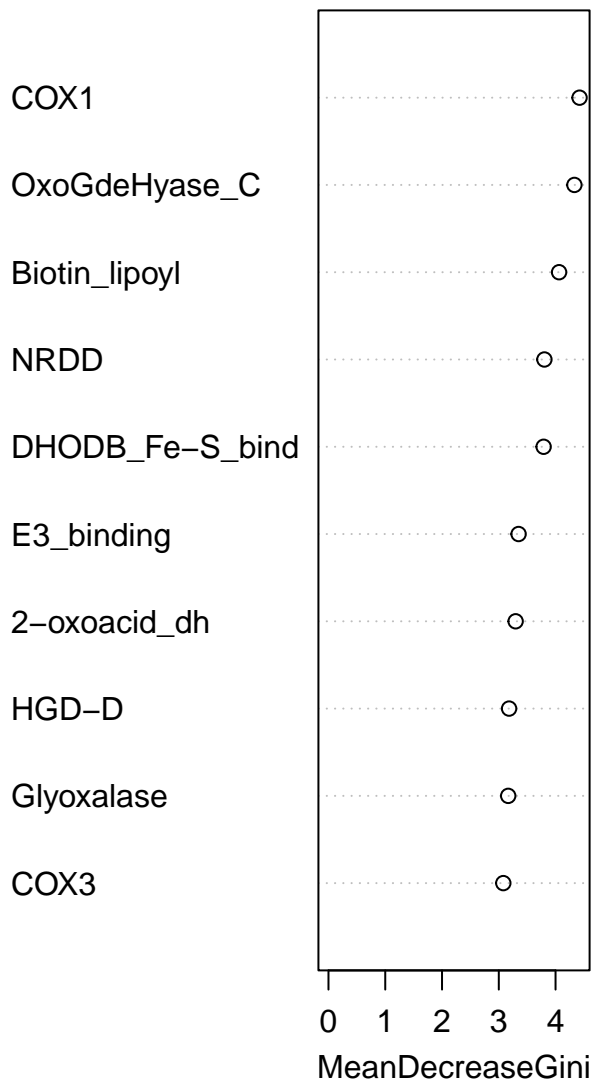 COX1
OxoGdeHyase_C
Biotin_lipoyl
NRDD
DHODB_Fe−S_bind
E3_binding
2−oxoacid_dh
HGD−D
Glyoxalase
COX3
0 1 2 3 4
MeanDecreaseGini